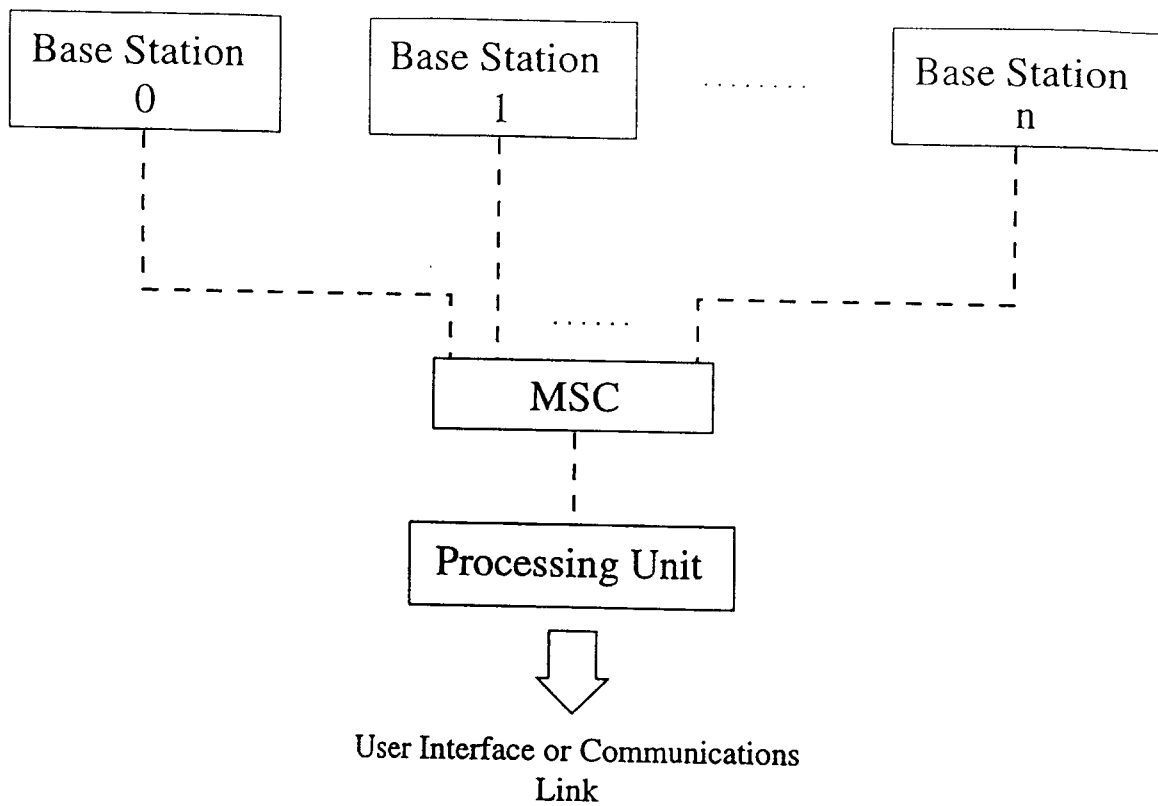 Base Station
0
Base Station
1
........
Base Station
n
......
MSC
Processing Unit
User Interface or Communications
Link